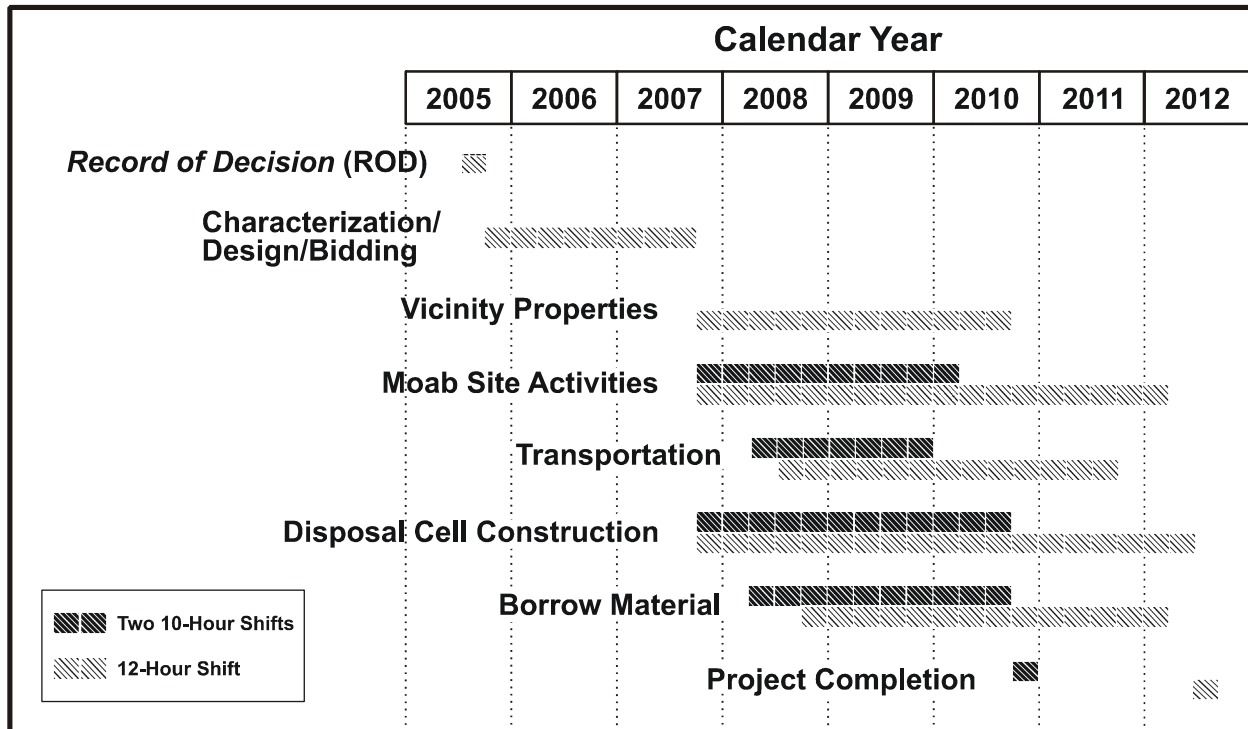 Calendar Year
2005 2006 2007 2008 2009 2010 2011 2012
Record of Decision (ROD)
Characterization/
Design/Bidding
Vicinity Properties
Moab Site Activities
Transportation
Disposal Cell Construction
Borrow Material
Project Completion
Two 10-Hour Shifts
12-Hour Shift